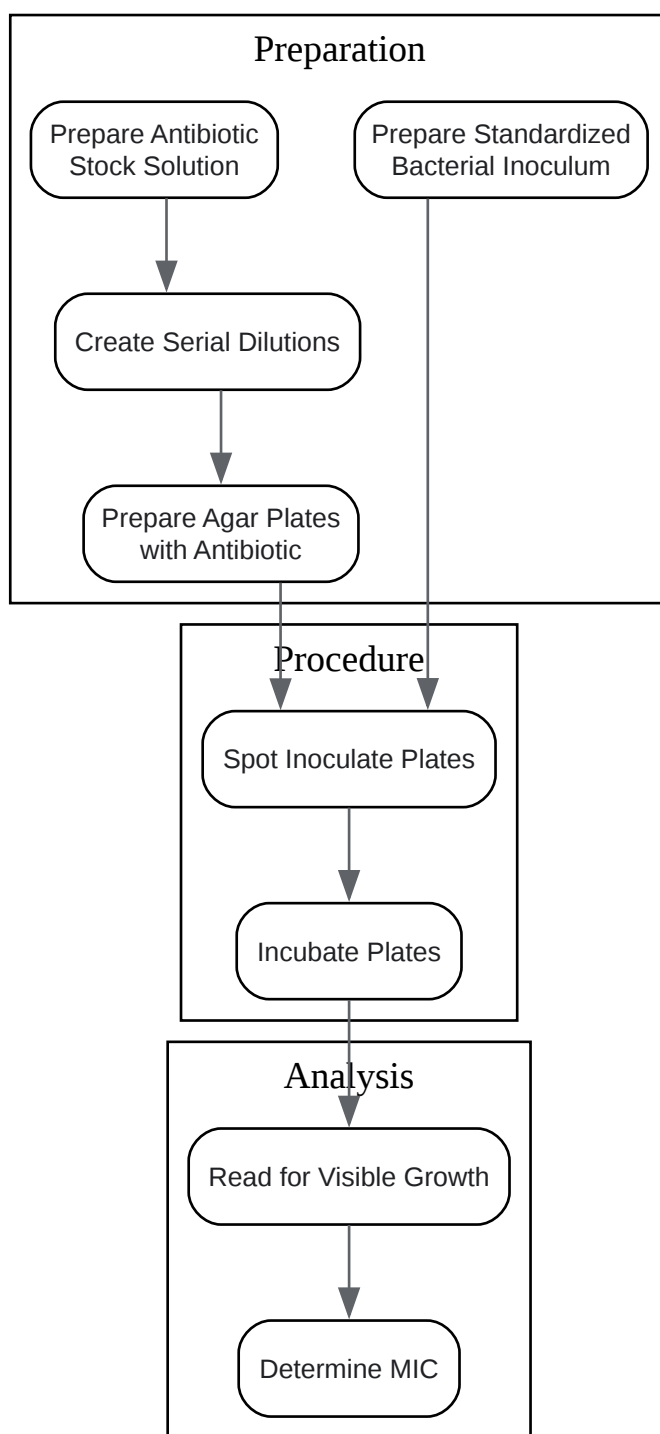 Preparation
Prepare Antibiotic
Stock Solution
Prepare Standardized
Bacterial Inoculum
Create Serial Dilutions
Prepare Agar Plates
with Antibiotic
Procedure
Spot Inoculate Plates
Incubate Plates
Analysis
Read for Visible Growth
Determine MIC